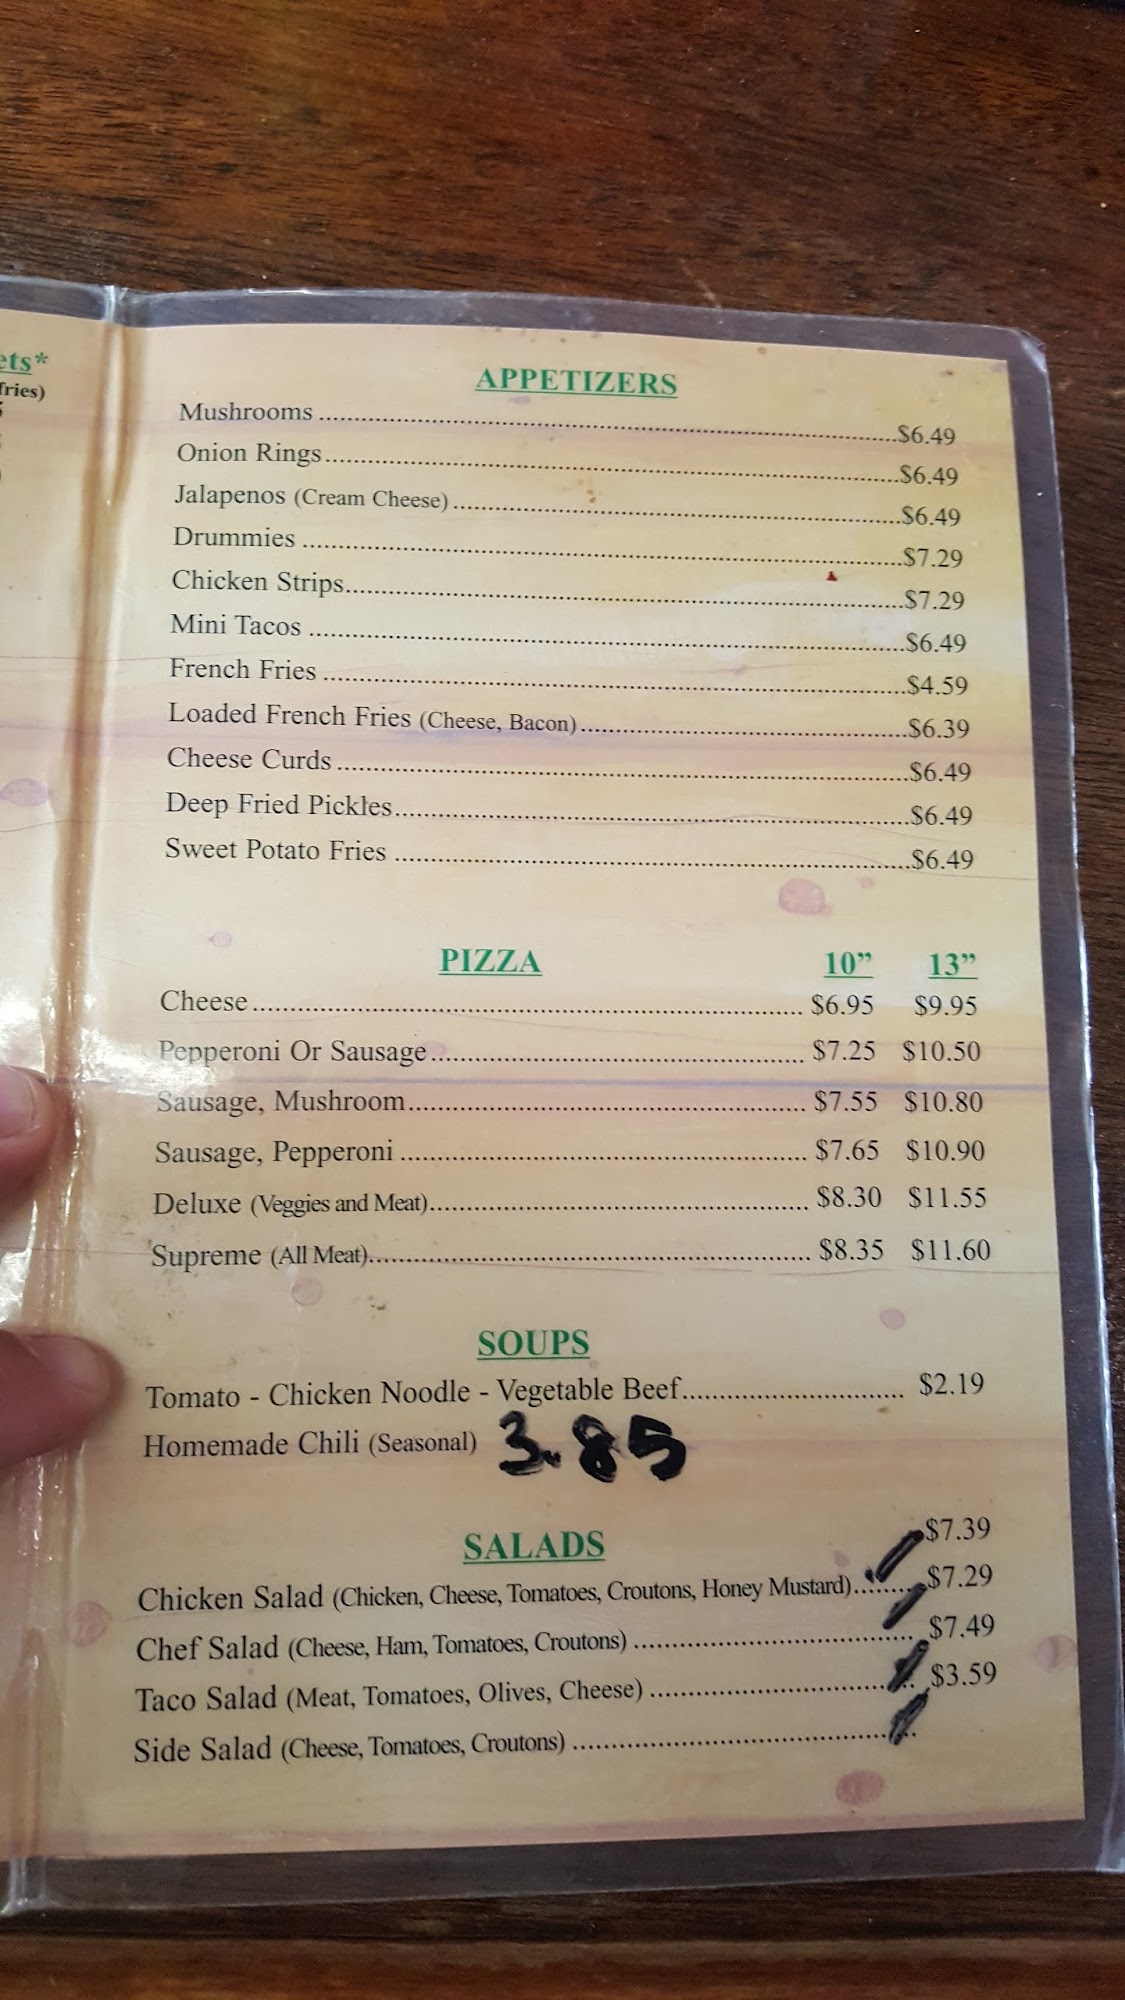 ets*
fries)
APPETIZERS
Mushrooms ........ $6.49
Onion Rings ........ $6.49
Jalapenos (Cream Cheese) ........ $6.49
Drummies ........ $7.29
Chicken Strips ........ $7.29
Mini Tacos ........ $6.49
French Fries ........ $4.59
Loaded French Fries (Cheese, Bacon) ........ $6.39
Cheese Curds ........ $6.49
Deep Fried Pickles ........ $6.49
Sweet Potato Fries ........ $6.49
PIZZA 10” 13”
Cheese ........ $6.95 $9.95
Pepperoni Or Sausage ........ $7.25 $10.50
Sausage, Mushroom ........ $7.55 $10.80
Sausage, Pepperoni ........ $7.65 $10.90
Deluxe (Veggies and Meat) ........ $8.30 $11.55
Supreme (All Meat) ........ $8.35 $11.60
SOUPS
Tomato - Chicken Noodle - Vegetable Beef ........ $2.19
Homemade Chili (Seasonal) 3.85
SALADS
Chicken Salad (Chicken, Cheese, Tomatoes, Croutons, Honey Mustard) ........ $7.39
Chef Salad (Cheese, Ham, Tomatoes, Croutons) ........ $7.29
Taco Salad (Meat, Tomatoes, Olives, Cheese) ........ $7.49
Side Salad (Cheese, Tomatoes, Croutons) ........ $3.59